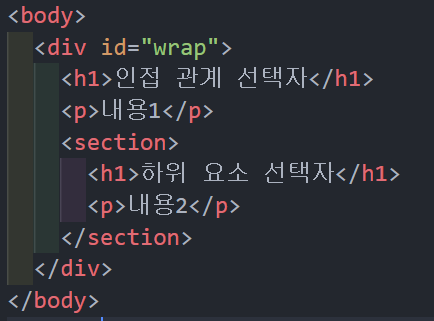 <body>
<div id="wrap">
<h1>인접 관계 선택자</h1>
<p>내용1</p>
<section>
<h1>하위 요소 선택자</h1>
<p>내용2</p>
</section>
</div>
</body>